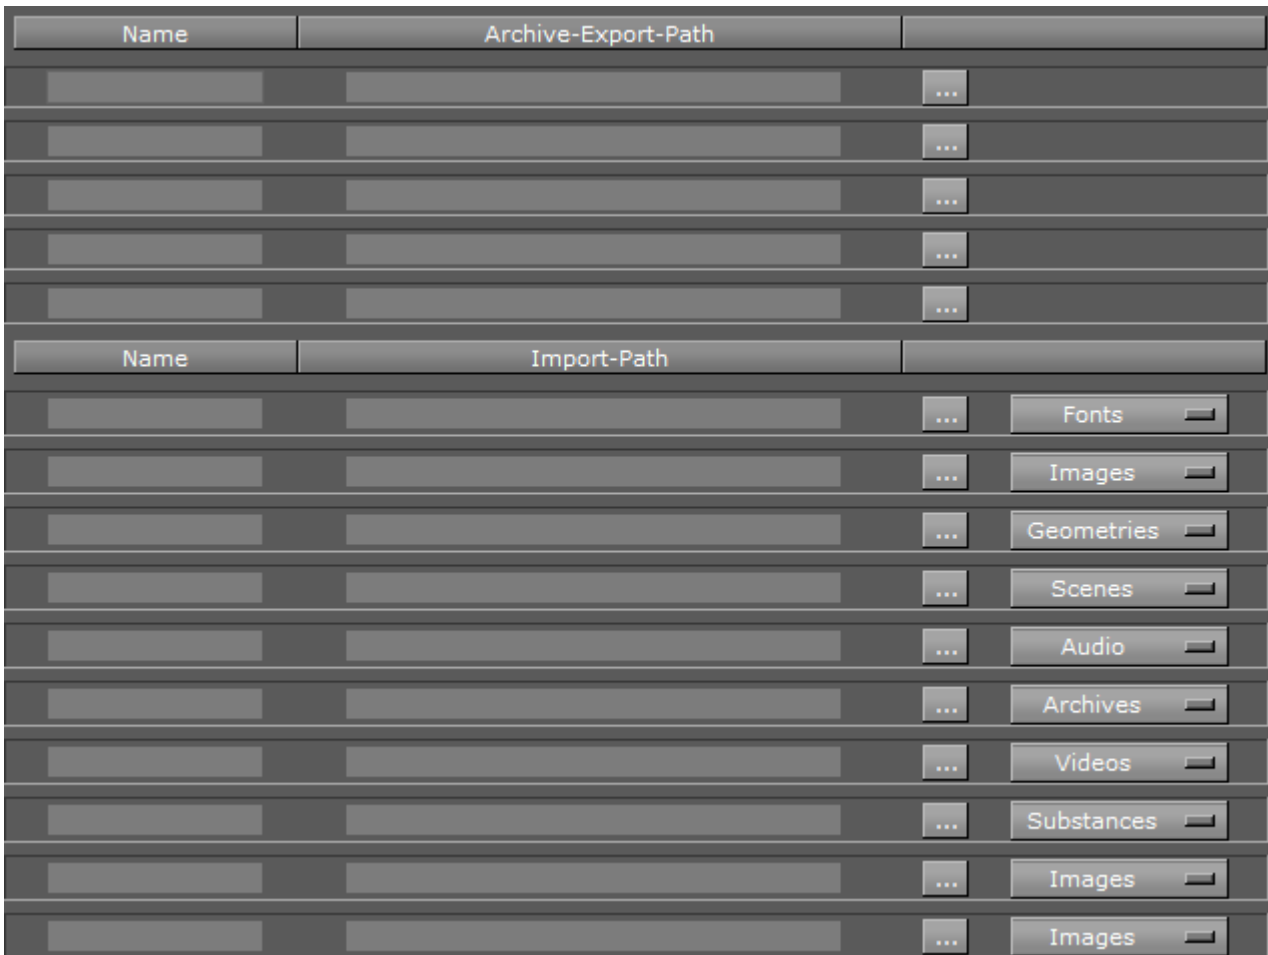 Name Archive-Export-Path
...
...
...
...
...
Name Import-Path
... Fonts
... Images
... Geometries
... Scenes
... Audio
... Archives
... Videos
... Substances
... Images
... Images